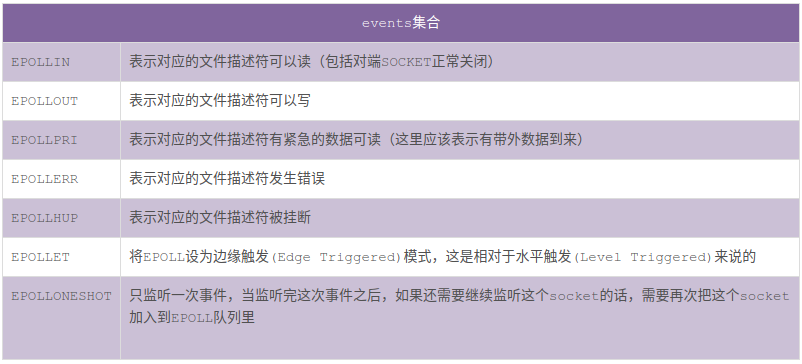 events集合
EPOLLIN 表示对应的文件描述符可以读（包括对端SOCKET正常关闭）
EPOLLOUT 表示对应的文件描述符可以写
EPOLLPRI 表示对应的文件描述符有紧急的数据可读（这里应该表示有带外数据到来）
EPOLLERR 表示对应的文件描述符发生错误
EPOLLHUP 表示对应的文件描述符被挂断
EPOLLET 将EPOLL设为边缘触发(Edge Triggered)模式，这是相对于水平触发(Level Triggered)来说的
EPOLLONESHOT 只监听一次事件，当监听完这次事件之后，如果还需要继续监听这个socket的话，需要再次把这个socket
加入到EPOLL队列里